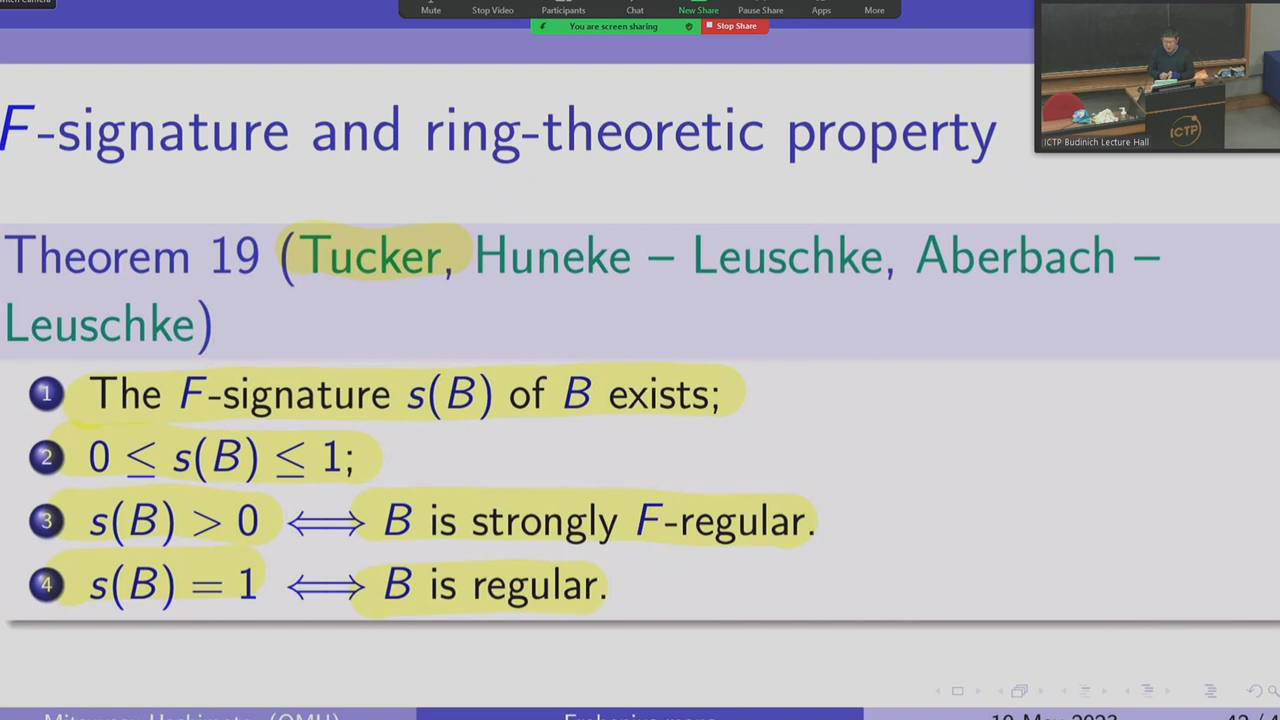 Mute Stop Video Participants Chat New Share Pause Share Apps More
You are screen sharing Stop Share
F-signature and ring-theoretic property
ICTP
ICTP Budinich Lecture Hall
Theorem 19 (Tucker, Huneke – Leuschke, Aberbach –
Leuschke)
1 The F-signature s(B) of B exists;
2 0 ≤ s(B) ≤ 1;
3 s(B) > 0 ⟺ B is strongly F-regular.
4 s(B) = 1 ⟺ B is regular.